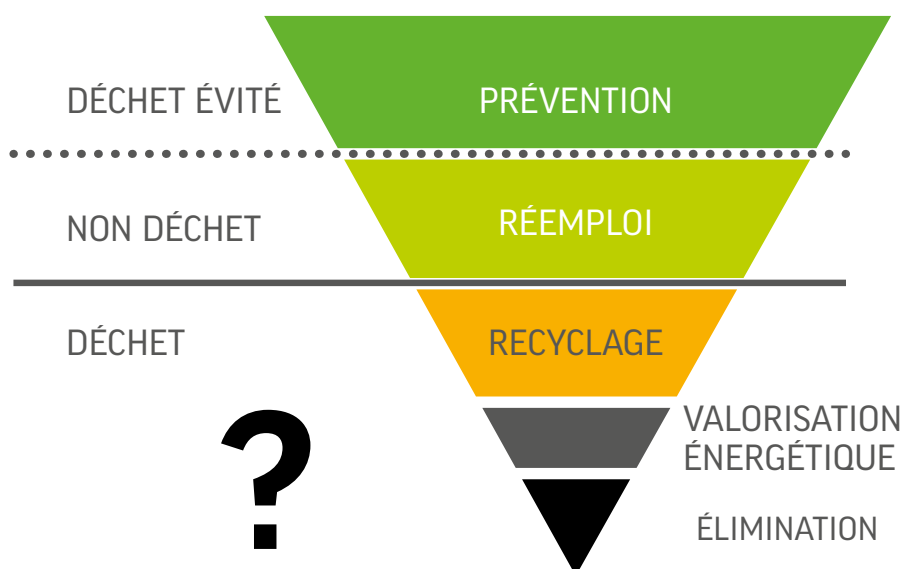 DÉCHET ÉVITÉ
PRÉVENTION
NON DÉCHET
RÉEMPLOI
DÉCHET
RECYCLAGE
?
VALORISATION
ÉNERGÉTIQUE
ÉLIMINATION